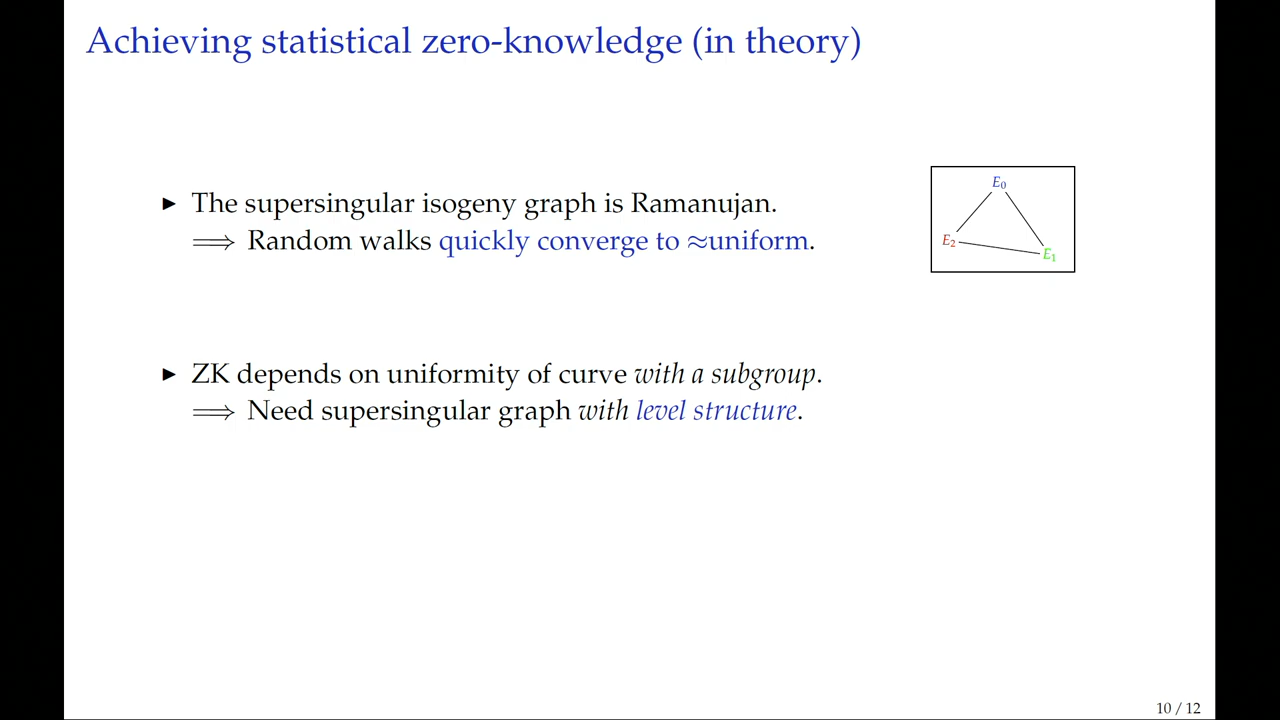 Achieving statistical zero-knowledge (in theory)
▶ The supersingular isogeny graph is Ramanujan.
⟹ Random walks quickly converge to ≈uniform.
E₀
E₂
E₁
▶ ZK depends on uniformity of curve with a subgroup.
⟹ Need supersingular graph with level structure.
10 / 12